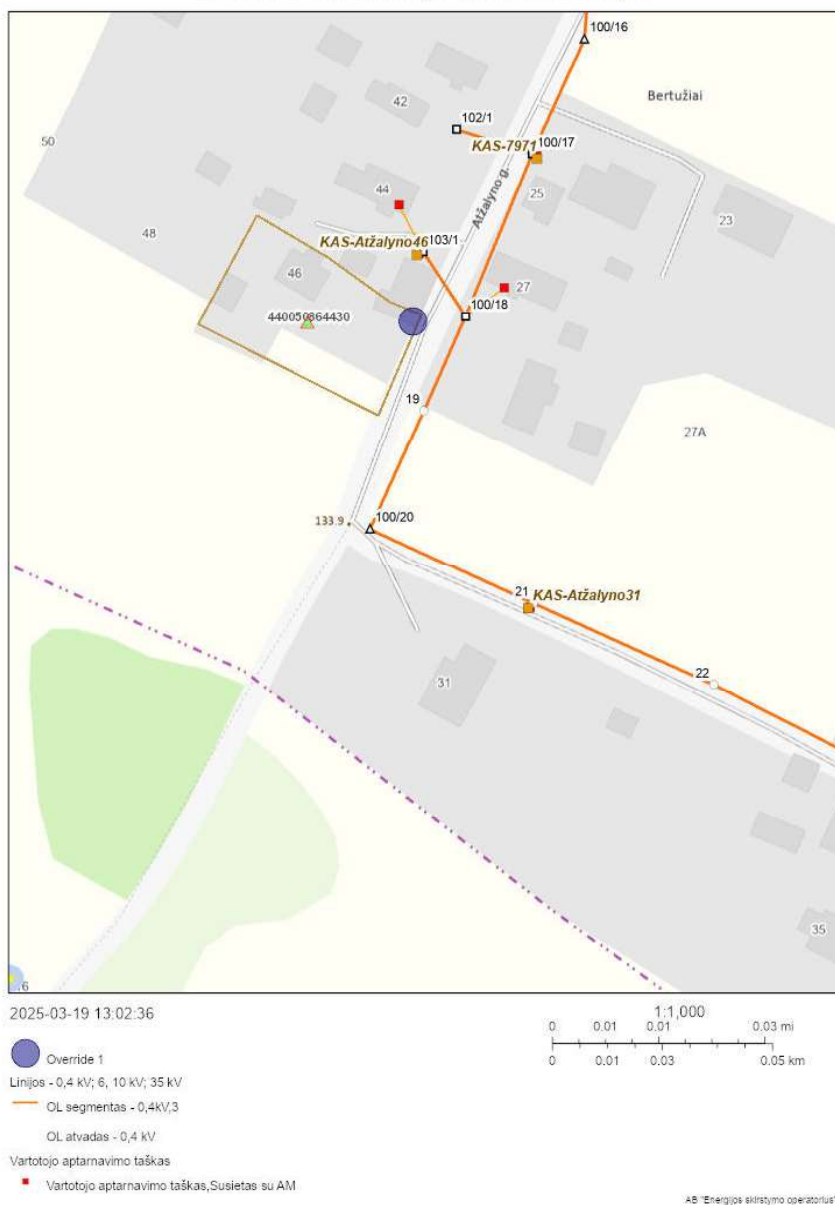 100/16
Bertužiai
42
102/1
50
KAS-7971
100/17
Atžalyno g.
44
25
23
48
KAS-Atžalyno46
103/1
46
27
100/18
440050864430
19
27A
133.9
100/20
21
KAS-Atžalyno31
22
31
35
2025-03-19 13:02:36
1:1,000
0 0.01 0.01 0.03 mi
0 0.01 0.03 0.05 km
Override 1
Linijos - 0,4 kV; 6, 10 kV; 35 kV
OL segmentas - 0,4kV,3
OL atvadas - 0,4 kV
Vartotojo aptarnavimo taškas
Vartotojo aptarnavimo taškas,Susietas su AM
AB "Energijos skirstymo operatorius"